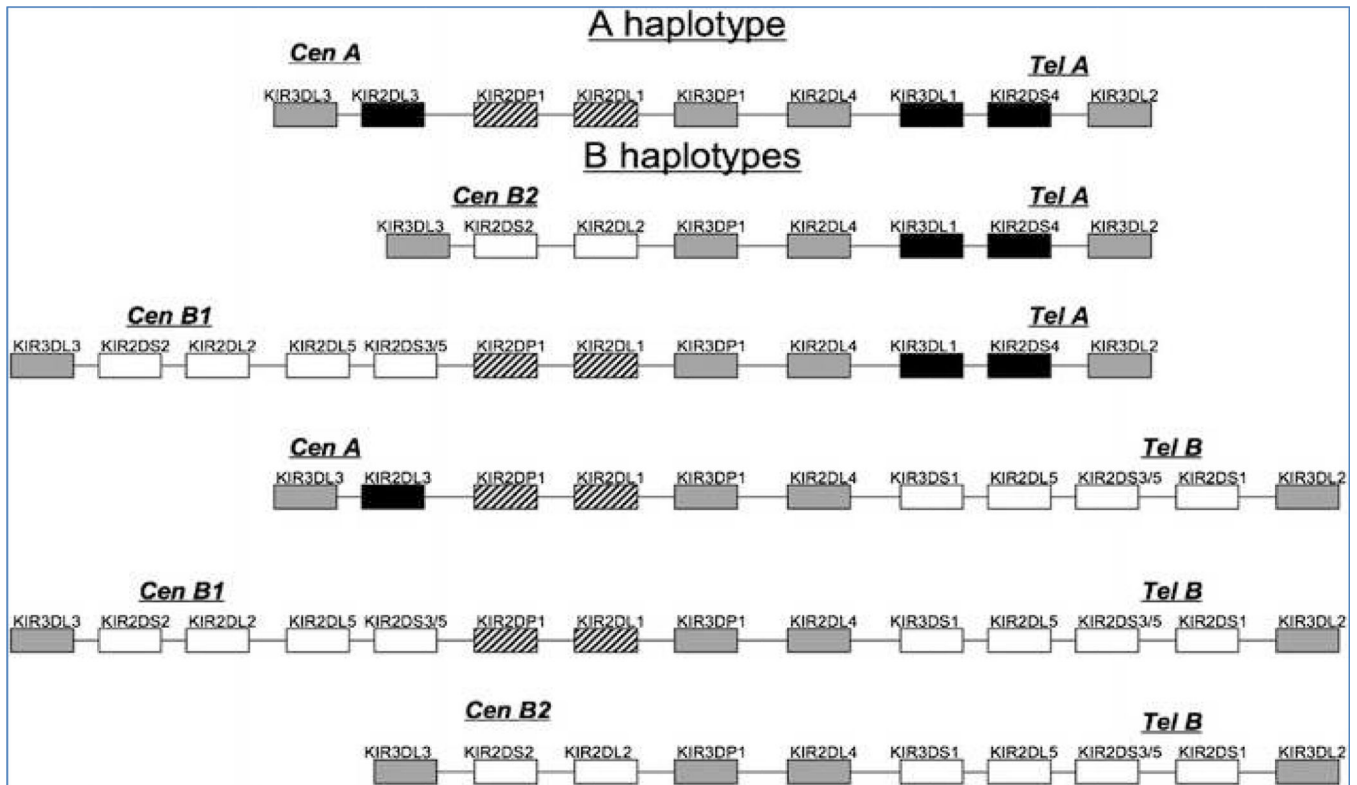 A haplotype
Cen A Tel A
KIR3DL3 KIR2DL3 KIR2DP1 KIR2DL1 KIR3DP1 KIR2DL4 KIR3DL1 KIR2DS4 KIR3DL2
B haplotypes
Cen B2 Tel A
KIR3DL3 KIR2DS2 KIR2DL2 KIR3DP1 KIR2DL4 KIR3DL1 KIR2DS4 KIR3DL2
Cen B1 Tel A
KIR3DL3 KIR2DS2 KIR2DL2 KIR2DL5 KIR2DS3/5 KIR2DP1 KIR2DL1 KIR3DP1 KIR2DL4 KIR3DL1 KIR2DS4 KIR3DL2
Cen A Tel B
KIR3DL3 KIR2DL3 KIR2DP1 KIR2DL1 KIR3DP1 KIR2DL4 KIR3DS1 KIR2DL5 KIR2DS3/5 KIR2DS1 KIR3DL2
Cen B1 Tel B
KIR3DL3 KIR2DS2 KIR2DL2 KIR2DL5 KIR2DS3/5 KIR2DP1 KIR2DL1 KIR3DP1 KIR2DL4 KIR3DS1 KIR2DL5 KIR2DS3/5 KIR2DS1 KIR3DL2
Cen B2 Tel B
KIR3DL3 KIR2DS2 KIR2DL2 KIR3DP1 KIR2DL4 KIR3DS1 KIR2DL5 KIR2DS3/5 KIR2DS1 KIR3DL2